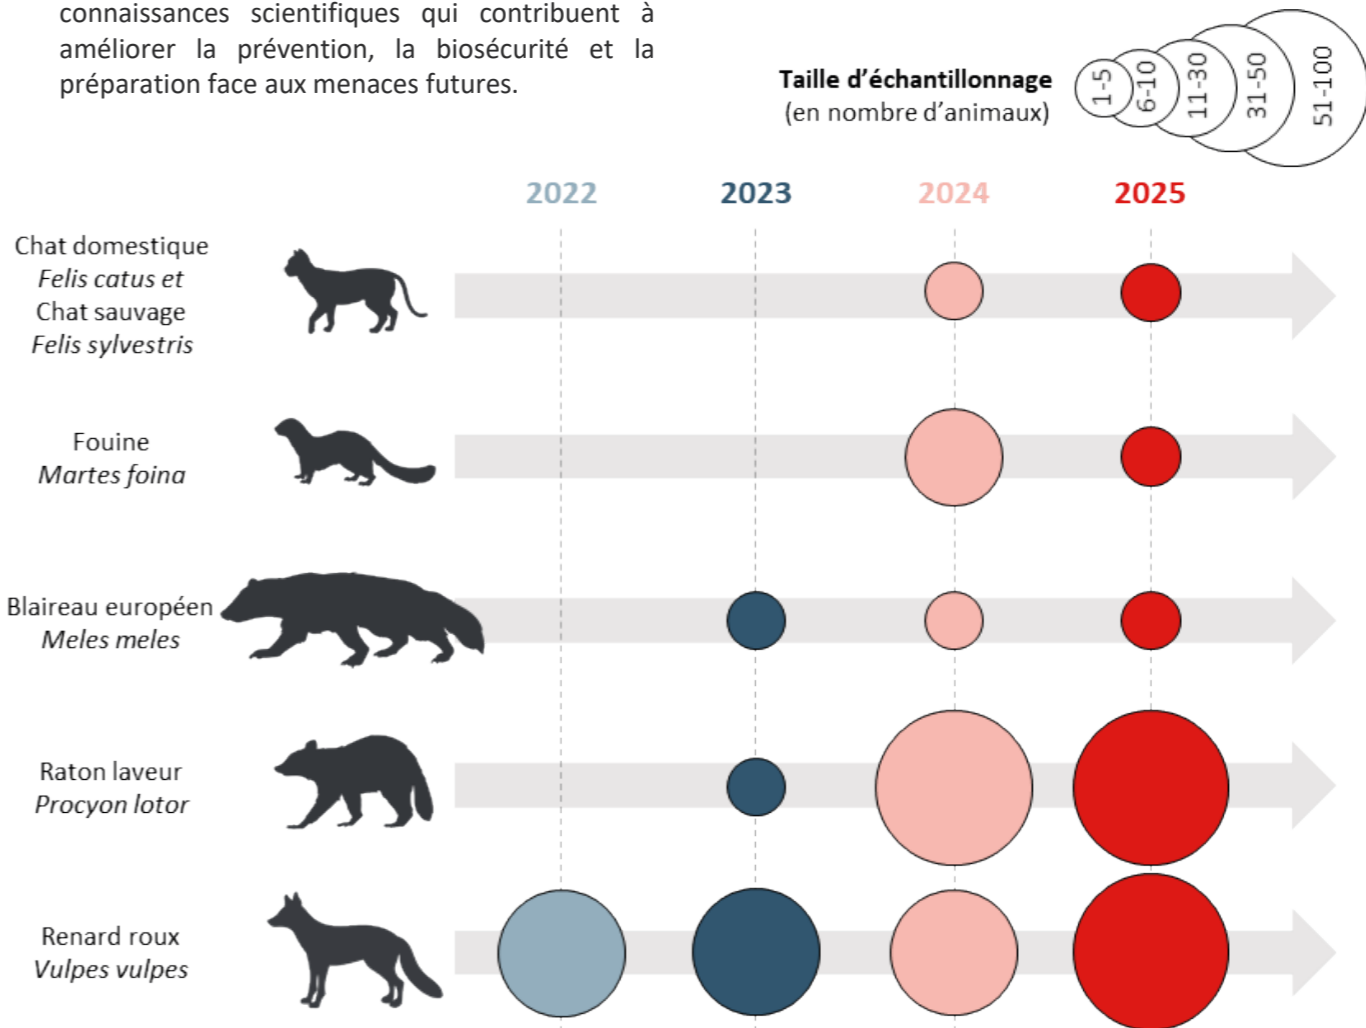 connaissances scientifiques qui contribuent à
améliorer la prévention, la biosécurité et la
préparation face aux menaces futures.
Taille d’échantillonnage
(en nombre d’animaux)
1-5
6-10
11-30
31-50
51-100
2022 2023 2024 2025
Chat domestique
Felis catus et
Chat sauvage
Felis sylvestris
Fouine
Martes foina
Blaireau européen
Meles meles
Raton laveur
Procyon lotor
Renard roux
Vulpes vulpes